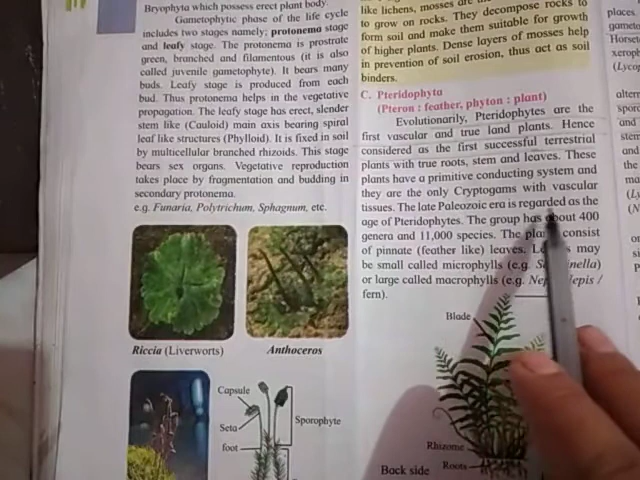 Bryophyta which possess erect plant body.
Gametophytic phase of the life cycle
includes two stages namely; protonema stage
and leafy stage. The protonema is prostrate
green, branched and filamentous (it is also
called juvenile gametophyte). It bears many
buds. Leafy stage is produced from each
bud. Thus protonema helps in the vegetative
propagation. The leafy stage has erect, slender
stem like (Cauloid) main axis bearing spiral
leaf like structures (Phylloid). It is fixed in soil
by multicellular branched rhizoids. This stage
bears sex organs. Vegetative reproduction
takes place by fragmentation and budding in
secondary protonema.
e.g. Funaria, Polytrichum, Sphagnum, etc.
Riccia (Liverworts)
Anthoceros
Capsule
Seta
foot
Sporophyte
like lichens, mosses are the
to grow on rocks. They decompose rocks to
form soil and make them suitable for growth
of higher plants. Dense layers of mosses help
in prevention of soil erosion, thus act as soil
binders.
C. Pteridophyta
(Pteron : feather, phyton : plant)
Evolutionarily, Pteridophytes are the
first vascular and true land plants. Hence
considered as the first successful terrestrial
plants with true roots, stem and leaves. These
plants have a primitive conducting system and
they are the only Cryptogams with vascular
tissues. The late Paleozoic era is regarded as the
age of Pteridophytes. The group has about 400
genera and 11,000 species. The plants consist
of pinnate (feather like) leaves. may
be small called microphylls (e.g.
or large called macrophylls (e.g. /
fern).
Blade
Rhizome
Roots
Back side
places.
xerop
(Lycop
and
stem
and
the